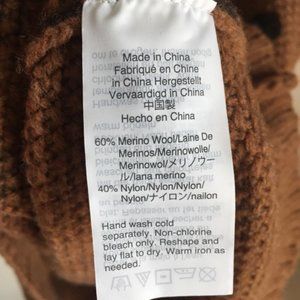 Made in China
Fabriqué en China
in China Hergestellt
Vervaardigd in China
中国製
Hecho en China
60% Merino Wool/Laine De
Merinos/Merinowolle/
Merinowol/メリノウー
ル/lana merino
40% Nylon/Nylon/Nylon/
Nylon/ナイロン/nailon
Hand wash cold
separately. Non-chlorine
bleach only. Reshape and
lay flat to dry. Warm iron as
needed.